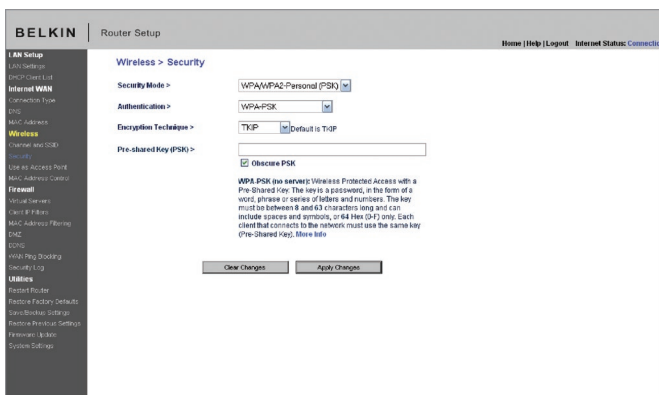 BELKIN
Router Setup
Home | Help | Logout Internet Status: Connectio
LAN Setup
LAN Settings
DHCP Client List
Internet WAN
Connection Type
DNS
MAC Address
Wireless
Channel and SSID
Security
Use as Access Point
MAC Address Control
Firewall
Virtual Servers
Client IP Filters
MAC Address Filtering
DMZ
DDNS
WAN Ping Blocking
Security Log
Utilities
Restart Router
Restore Factory Defaults
Save/Backup Settings
Restore Previous Settings
Firmware Update
System Settings
Wireless > Security
Security Mode > WPA/WPA2-Personal (PSK)
Authentication > WPA-PSK
Encryption Technique > TKIP Default is TKIP
Pre-shared Key (PSK) >
Obscure PSK
WPA-PSK (no server): Wireless Protected Access with a
Pre-Shared Key: The key is a password, in the form of a
word, phrase or series of letters and numbers. The key
must be between 8 and 63 characters long and can
include spaces and symbols, or 64 Hex (0-F) only. Each
client that connects to the network must use the same key
(Pre-Shared Key). More Info
Clear Changes Apply Changes